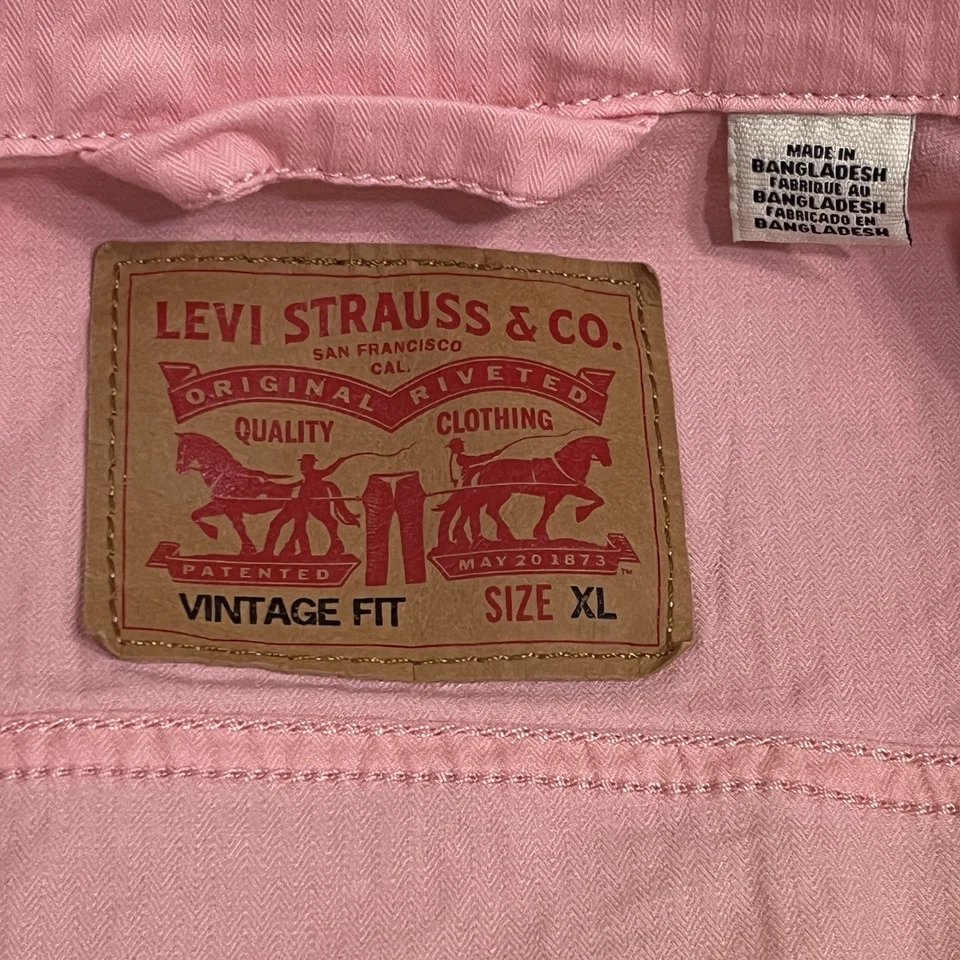 MADE IN
BANGLADESH
FABRIQUE AU
BANGLADESH
FABRICADO EN
BANGLADESH
LEVI STRAUSS & CO.
SAN FRANCISCO
CAL.
ORIGINAL RIVETED
QUALITY CLOTHING
PATENTED MAY 20 1873 ™
VINTAGE FIT SIZE XL